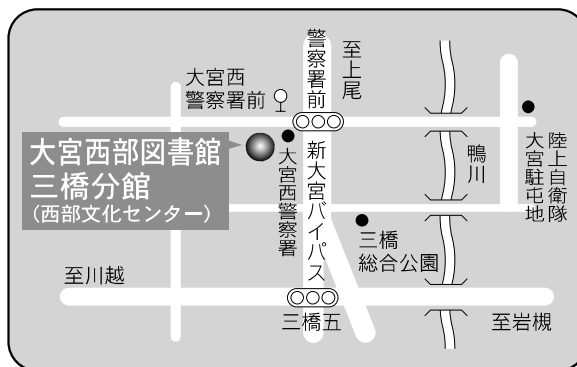 警察署前
至上尾
大宮西
警察署前
大宮西部図書館
三橋分館
（西部文化センター）
大宮西警察署
新大宮バイパス
鴨川
陸上自衛隊
大宮駐屯地
三橋
総合公園
至川越
三橋五
至岩槻